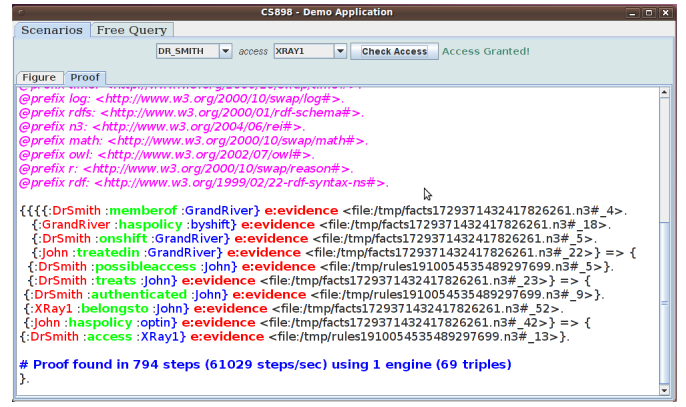 CS898 - Demo Application
Scenarios Free Query
DR_SMITH access XRAY1 Check Access Access Granted!
Figure Proof
@prefix log: <http://www.w3.org/2000/10/swap/log#>.
@prefix rdfs: <http://www.w3.org/2000/01/rdf-schema#>.
@prefix n3: <http://www.w3.org/2004/06/rei#>.
@prefix math: <http://www.w3.org/2000/10/swap/math#>.
@prefix owl: <http://www.w3.org/2002/07/owl#>.
@prefix r: <http://www.w3.org/2000/10/swap/reason#>.
@prefix rdf: <http://www.w3.org/1999/02/22-rdf-syntax-ns#>.
{{{{:DrSmith :memberof :GrandRiver} e:evidence <file:/tmp/facts1729371432417826261.n3#_4>.
{:GrandRiver :haspolicy :byshift} e:evidence <file:/tmp/facts1729371432417826261.n3#_18>.
{:DrSmith :onshift :GrandRiver} e:evidence <file:/tmp/facts1729371432417826261.n3#_5>.
{:John :treatedin :GrandRiver} e:evidence <file:/tmp/facts1729371432417826261.n3#_22>} => {
{:DrSmith :possibleaccess :John} e:evidence <file:/tmp/rules1910054535489297699.n3#_5>}.
{:DrSmith :treats :John} e:evidence <file:/tmp/facts1729371432417826261.n3#_23>} => {
{:DrSmith :authenticated :John} e:evidence <file:/tmp/rules1910054535489297699.n3#_9>}.
{:XRay1 :belongsto :John} e:evidence <file:/tmp/facts1729371432417826261.n3#_52>.
{:John :haspolicy :optin} e:evidence <file:/tmp/facts1729371432417826261.n3#_42>} => {
{:DrSmith :access :XRay1} e:evidence <file:/tmp/rules1910054535489297699.n3#_13>}.
# Proof found in 794 steps (61029 steps/sec) using 1 engine (69 triples)
}.